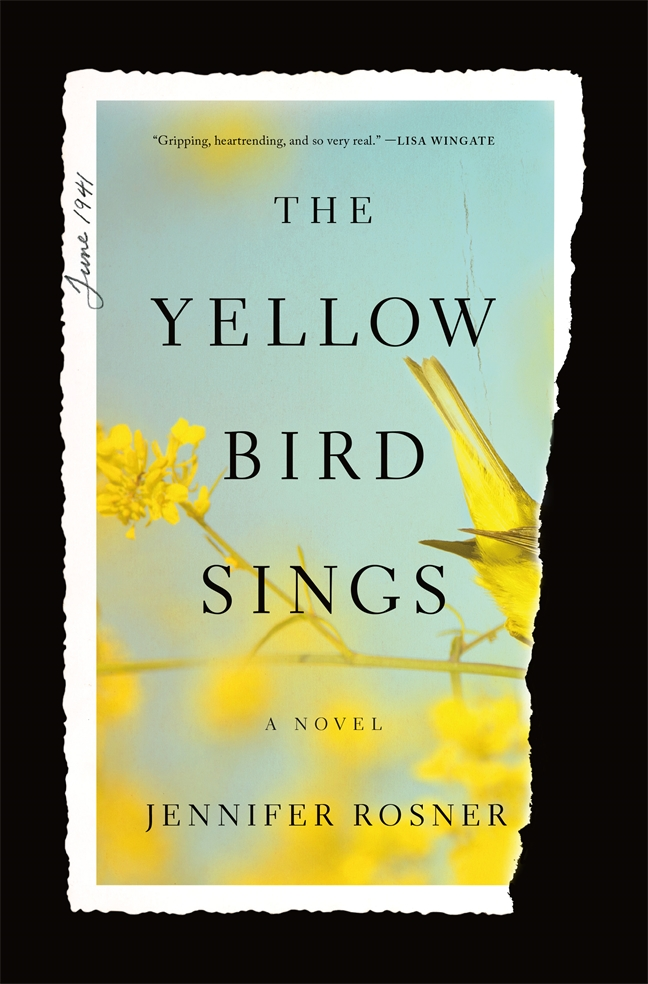 "Gripping, heartrending, and so very real." —LISA WINGATE
June 1941
THE
YELLOW
BIRD
SINGS
A NOVEL
JENNIFER ROSNER